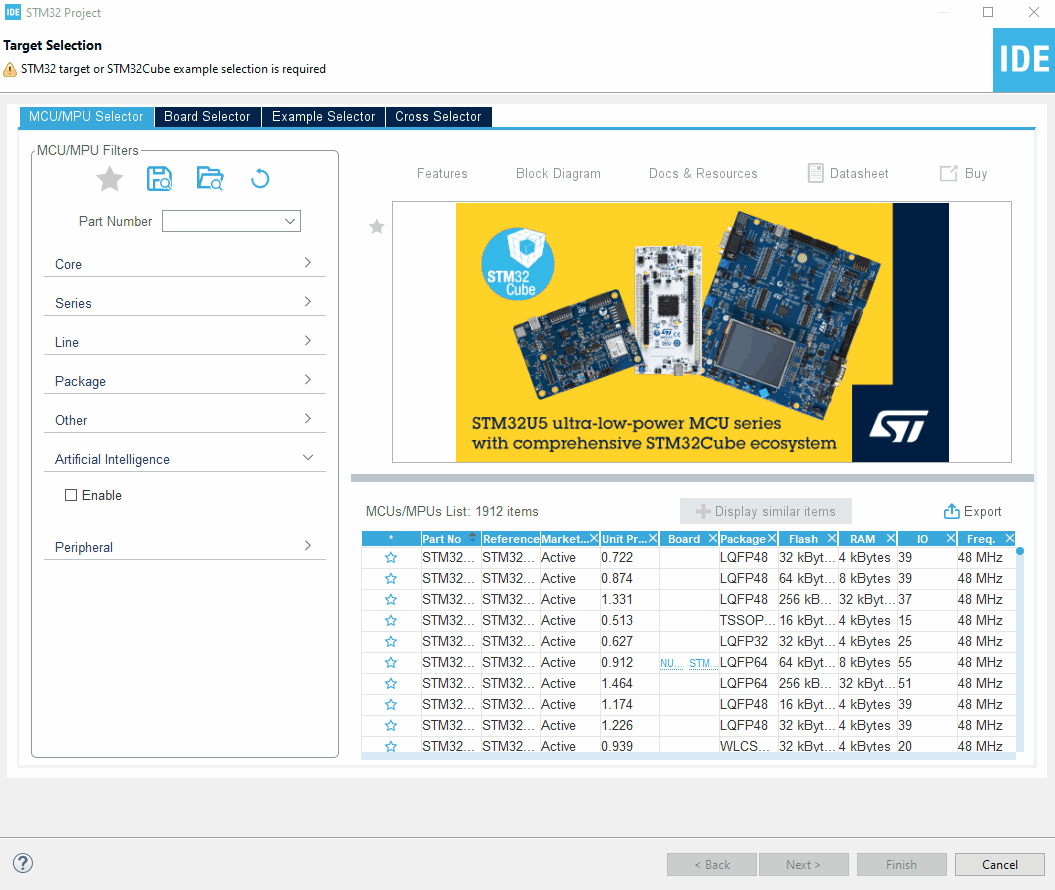 IDE STM32 Project
Target Selection
STM32 target or STM32Cube example selection is required
IDE
MCU/MPU Selector Board Selector Example Selector Cross Selector
MCU/MPU Filters
Part Number
Core
Series
Line
Package
Other
Artificial Intelligence
Enable
Peripheral
Features Block Diagram Docs & Resources Datasheet Buy
STM32
Cube
STM32U5 ultra-low-power MCU series
with comprehensive STM32Cube ecosystem
ST
MCUs/MPUs List: 1912 items
Display similar items
Export
* Part No Reference Market... Unit Pr... Board Package Flash RAM IO Freq.
STM32... STM32... Active 0.722 LQFP48 32 kByt... 4 kBytes 39 48 MHz
STM32... STM32... Active 0.874 LQFP48 64 kByt... 8 kBytes 39 48 MHz
STM32... STM32... Active 1.331 LQFP48 256 kB... 32 kByt... 37 48 MHz
STM32... STM32... Active 0.513 TSSOP... 16 kByt... 4 kBytes 15 48 MHz
STM32... STM32... Active 0.627 LQFP32 32 kByt... 4 kBytes 25 48 MHz
STM32... STM32... Active 0.912 NU... STM... LQFP64 64 kByt... 8 kBytes 55 48 MHz
STM32... STM32... Active 1.464 LQFP64 256 kB... 32 kByt... 51 48 MHz
STM32... STM32... Active 1.174 LQFP48 16 kByt... 4 kBytes 39 48 MHz
STM32... STM32... Active 1.226 LQFP48 32 kByt... 4 kBytes 39 48 MHz
STM32... STM32... Active 0.939 WLCS... 32 kByt... 4 kBytes 20 48 MHz
?
< Back Next > Finish Cancel